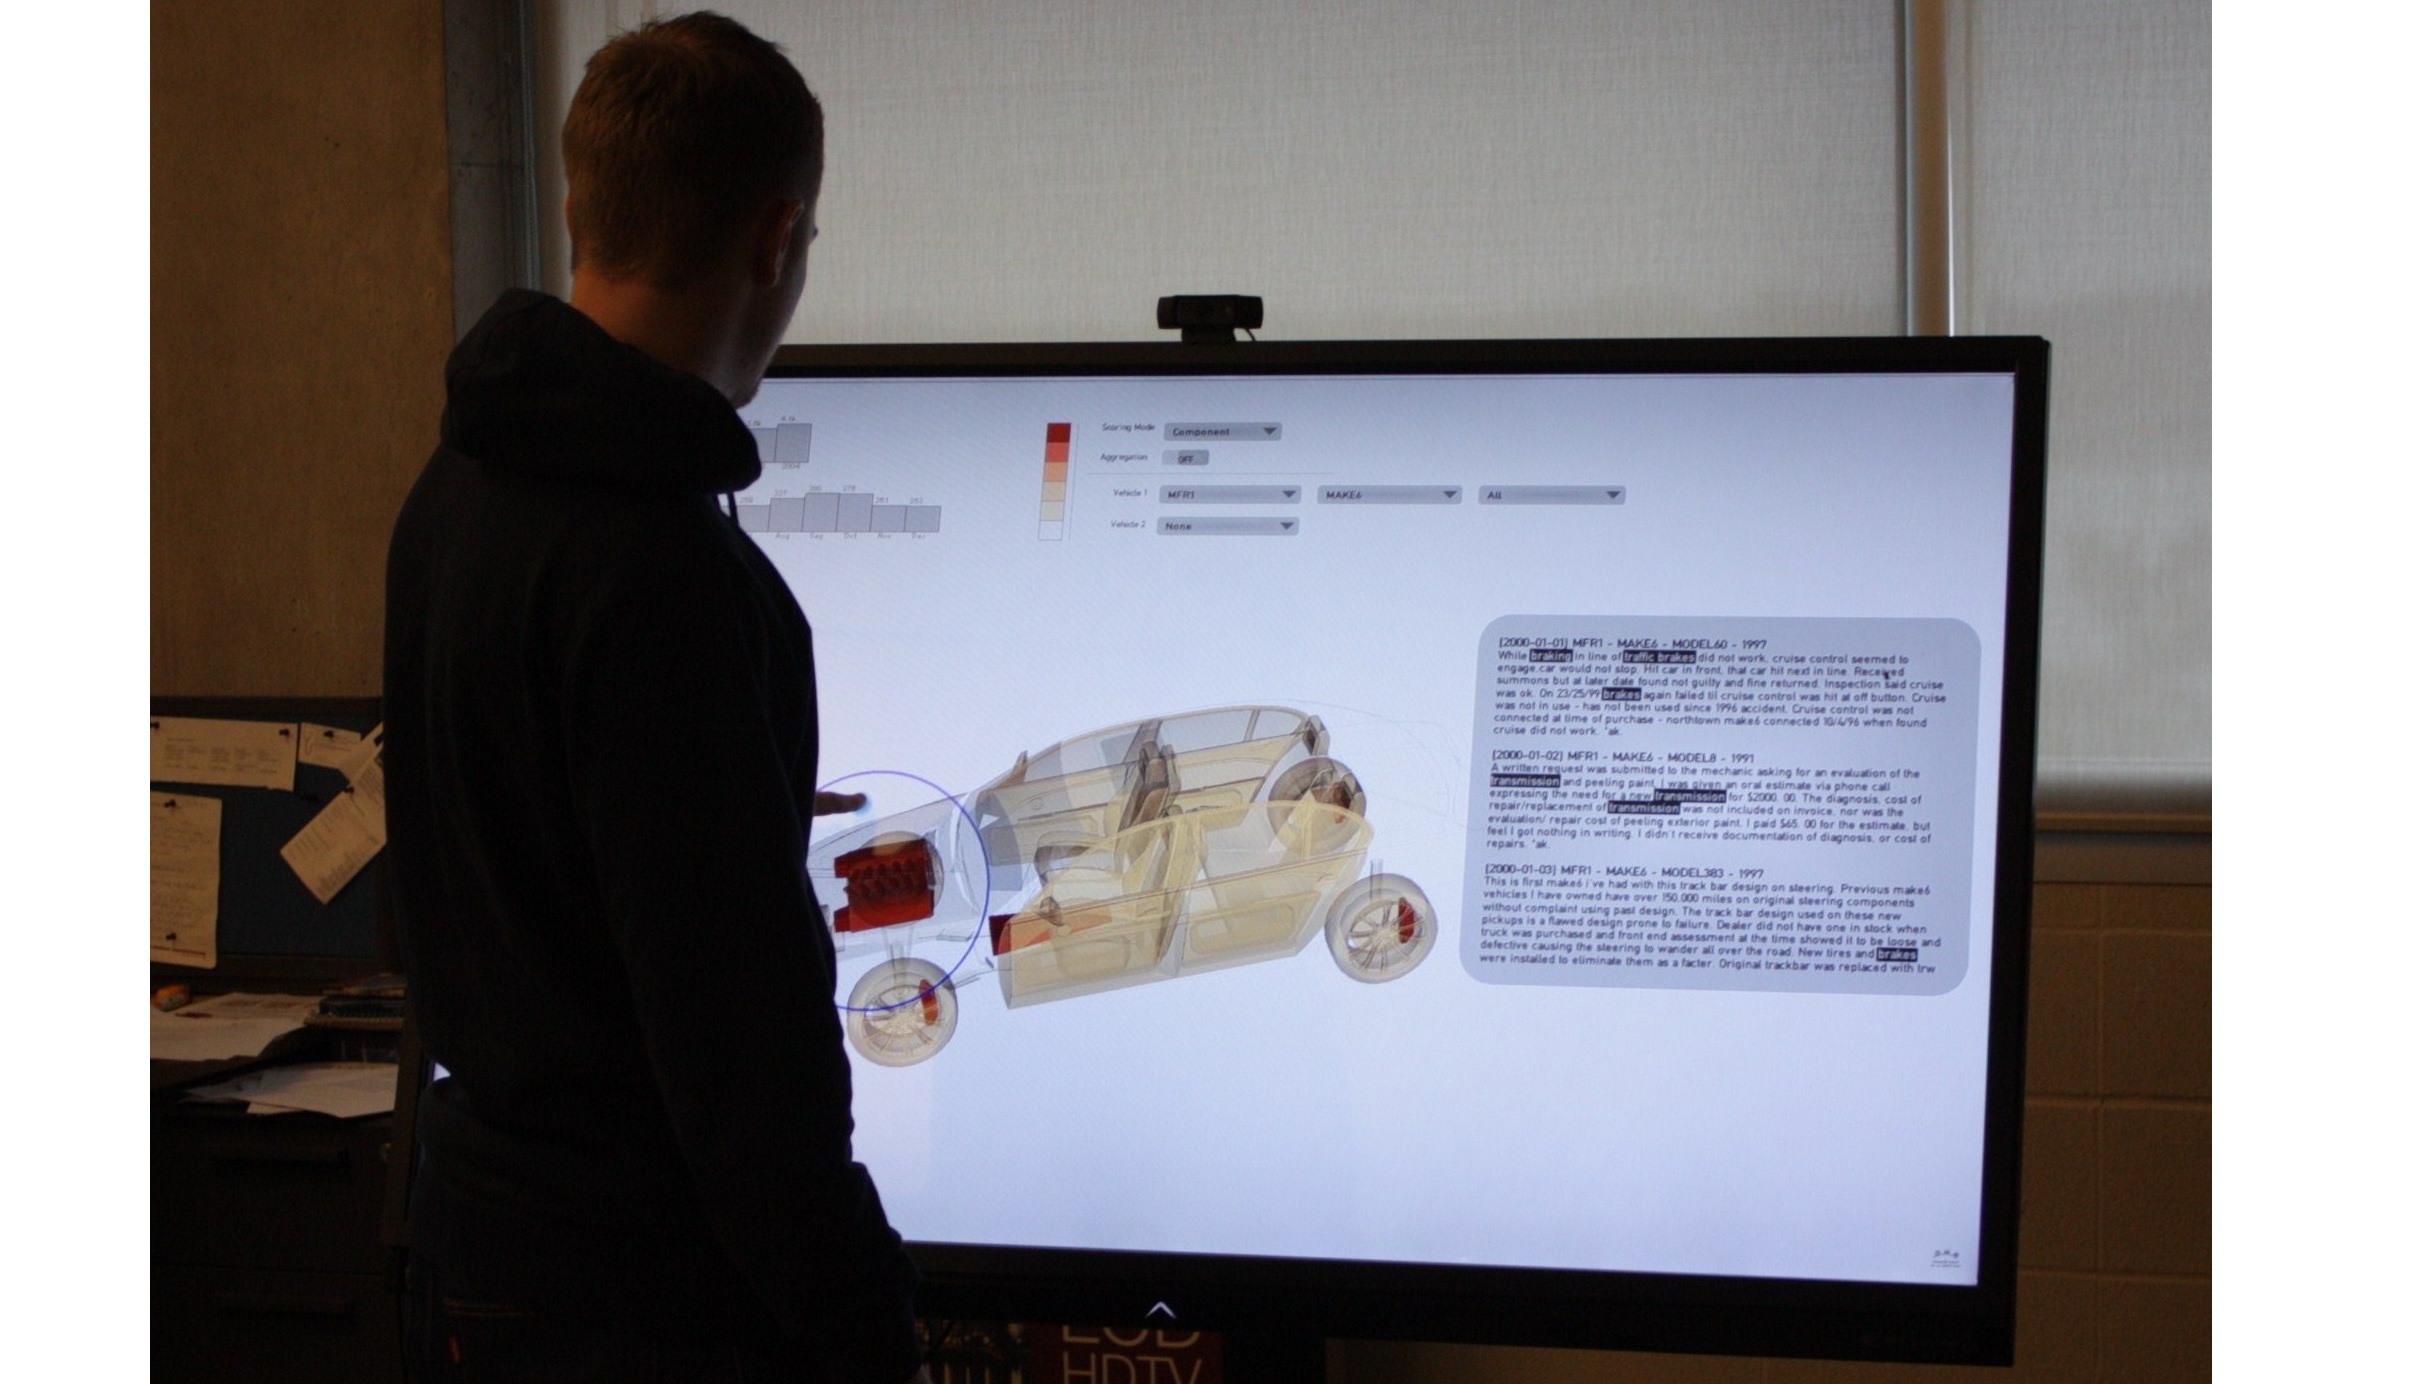 2004
Scoring Mode
Component
Aggregation
OFF
Vehicle 1
MFR1
MAKE6
All
Vehicle 2
None
227
278
261
253
Aug
Sep
Oct
Nov
Dec
[2000-01-01] MFR1 - MAKE6 - MODEL60 - 1997
While braking in line of traffic brakes did not work, cruise control seemed to
engage.car would not stop. Hit car in front, that car hit next in line. Received
summons but at later date found not guilty and fine returned. Inspection said cruise
was ok. On 23/25/99 brakes again failed til cruise control was hit at off button. Cruise
was not in use - has not been used since 1996 accident. Cruise control was not
connected at time of purchase - northtown make6 connected 10/4/96 when found
cruise did not work. *ak.
[2000-01-02] MFR1 - MAKE6 - MODEL8 - 1991
A written request was submitted to the mechanic asking for an evaluation of the
transmission and peeling paint. I was given an oral estimate via phone call
expressing the need for a new transmission for $2000. 00. The diagnosis, cost of
repair/replacement of transmission was not included on invoice, nor was the
evaluation/ repair cost of peeling exterior paint. I paid $65. 00 for the estimate, but
feel I got nothing in writing. I didn't receive documentation of diagnosis, or cost of
repairs. *ak.
[2000-01-03] MFR1 - MAKE6 - MODEL383 - 1997
This is first make6 i've had with this track bar design on steering. Previous make6
vehicles I have owned have over 150,000 miles on original steering components
without complaint using past design. The track bar design used on these new
pickups is a flawed design prone to failure. Dealer did not have one in stock when
truck was purchased and front end assessment at the time showed it to be loose and
defective causing the steering to wander all over the road. New tires and brakes
were installed to eliminate them as a facter. Original trackbar was replaced with trw
HDTV